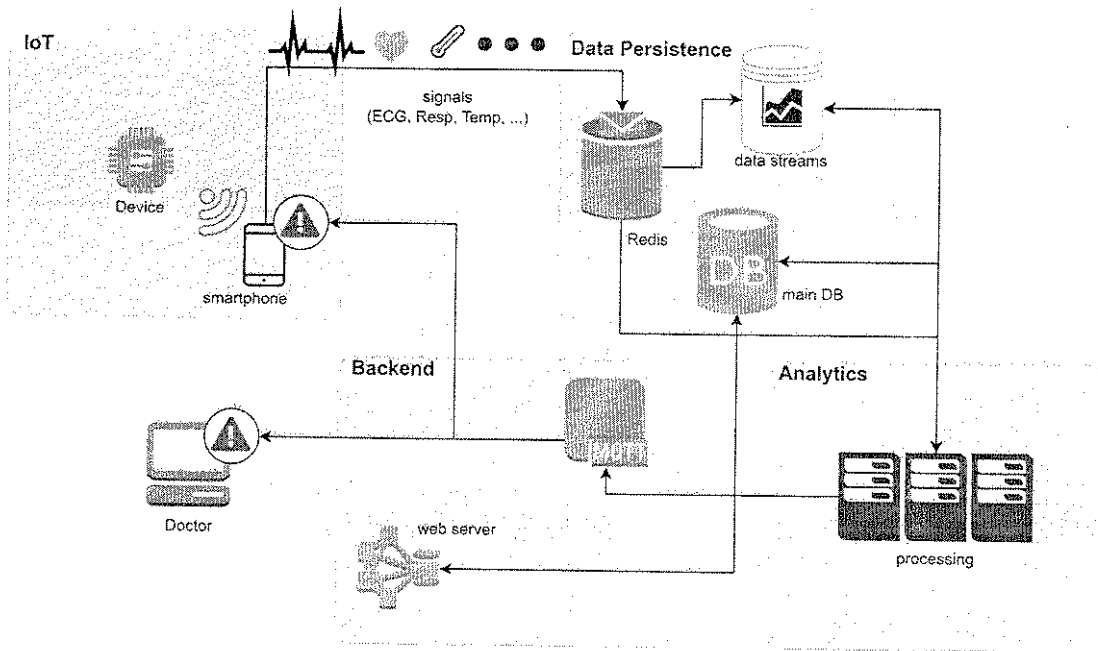 IoT
Data Persistence
signals
(ECG, Resp, Temp, ...)
data streams
Device
Redis
DB
smartphone
main DB
Backend
Analytics
Doctor
web server
processing